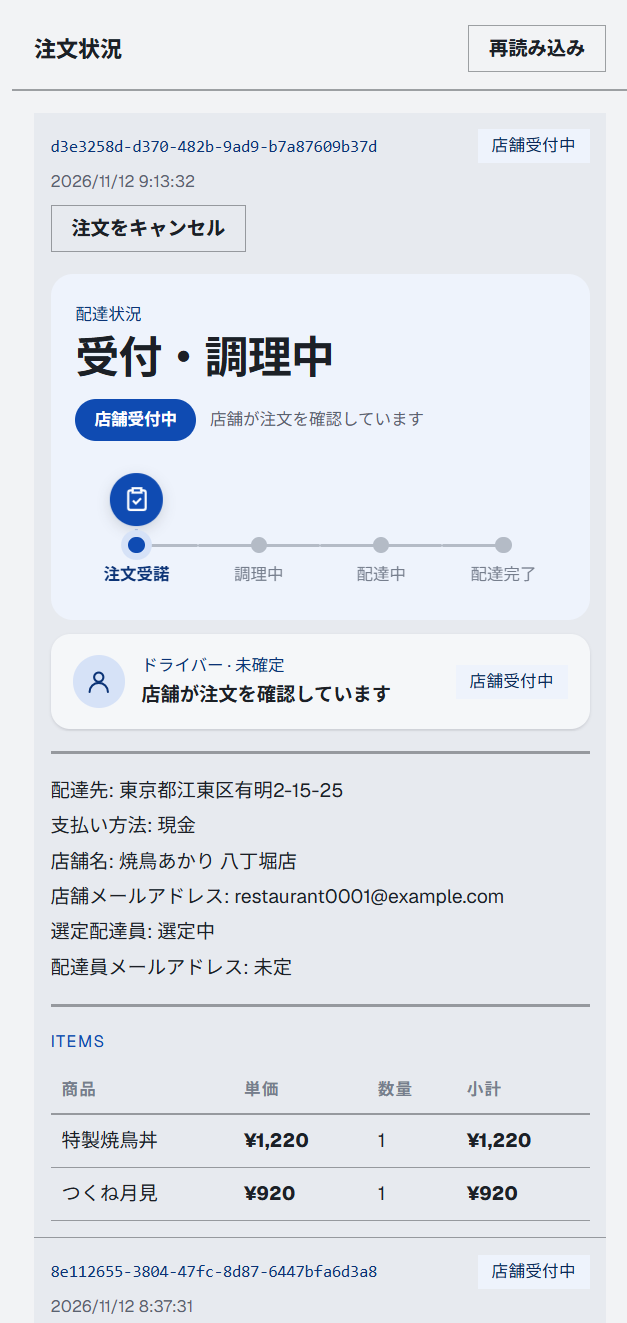 注文状況
再読み込み
d3e3258d-d370-482b-9ad9-b7a87609b37d
店舗受付中
2026/11/12 9:13:32
注文をキャンセル
配達状況
受付・調理中
店舗受付中
店舗が注文を確認しています
注文受諾
調理中
配達中
配達完了
ドライバー · 未確定
店舗が注文を確認しています
店舗受付中
配達先: 東京都江東区有明2-15-25
支払い方法: 現金
店舗名: 焼鳥あかり 八丁堀店
店舗メールアドレス: restaurant0001@example.com
選定配達員: 選定中
配達員メールアドレス: 未定
ITEMS
商品 単価 数量 小計
特製焼鳥丼 ¥1,220 1 ¥1,220
つくね月見 ¥920 1 ¥920
8e112655-3804-47fc-8d87-6447bfa6d3a8
店舗受付中
2026/11/12 8:37:31